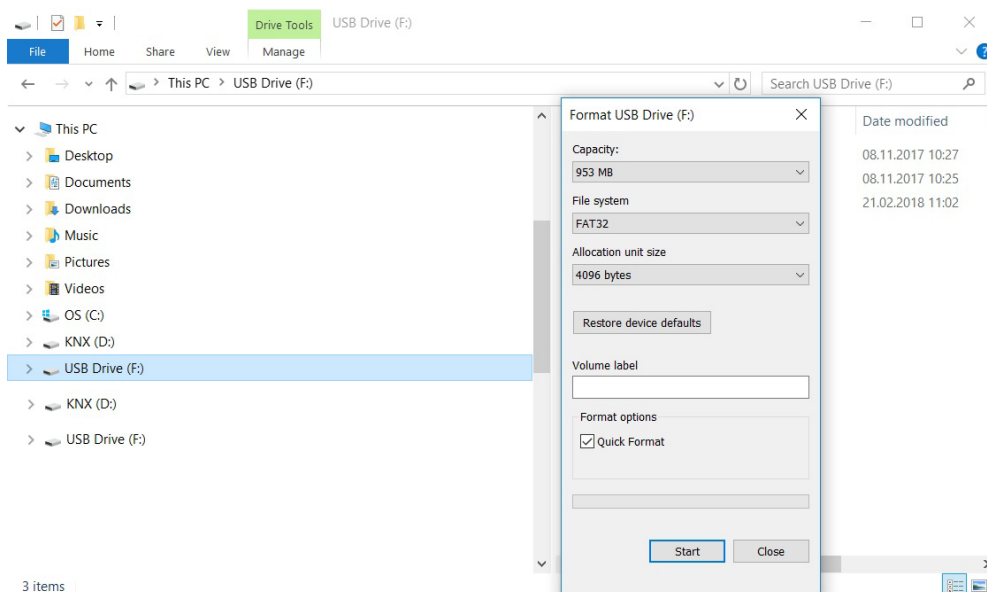 Drive Tools USB Drive (F:)
File Home Share View Manage
This PC > USB Drive (F:) Search USB Drive (F:)
This PC
Desktop
Documents
Downloads
Music
Pictures
Videos
OS (C:)
KNX (D:)
USB Drive (F:)
KNX (D:)
USB Drive (F:)
Format USB Drive (F:)
Capacity:
953 MB
File system
FAT32
Allocation unit size
4096 bytes
Restore device defaults
Volume label
Format options
Quick Format
Start Close
Date modified
08.11.2017 10:27
08.11.2017 10:25
21.02.2018 11:02
3 items